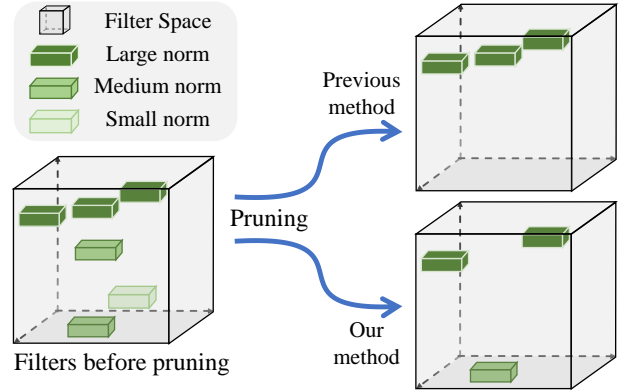 Filter Space
Large norm
Medium norm
Small norm
Previous
method
Pruning
Our
method
Filters before pruning